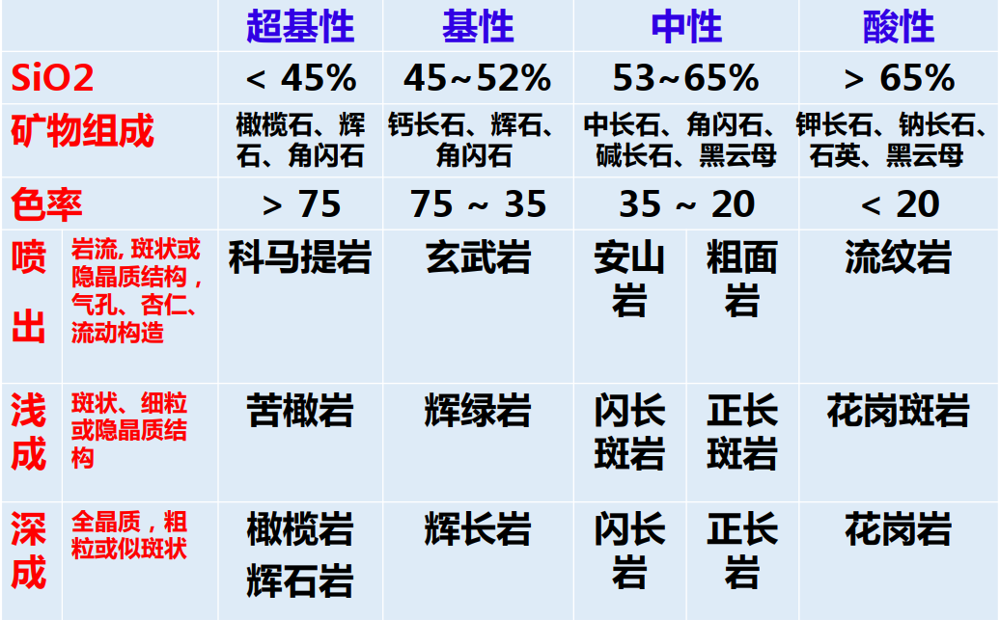 超基性 基性 中性 酸性
SiO2 < 45% 45~52% 53~65% > 65%
矿物组成 橄榄石、辉 钙长石、辉石、 中长石、角闪石、 钾长石、钠长石、
石、角闪石 角闪石 碱长石、黑云母 石英、黑云母
色率 > 75 75 ~ 35 35 ~ 20 < 20
喷 岩流, 斑状或 科马提岩 玄武岩 安山 粗面 流纹岩
隐晶质结构， 岩 岩
出 气孔、杏仁、
流动构造
浅 斑状、细粒 苦橄岩 辉绿岩 闪长 正长 花岗斑岩
成 或隐晶质结 斑岩 斑岩
构
深 全晶质，粗 橄榄岩 辉长岩 闪长 正长 花岗岩
成 粒或似斑状 辉石岩 岩 岩